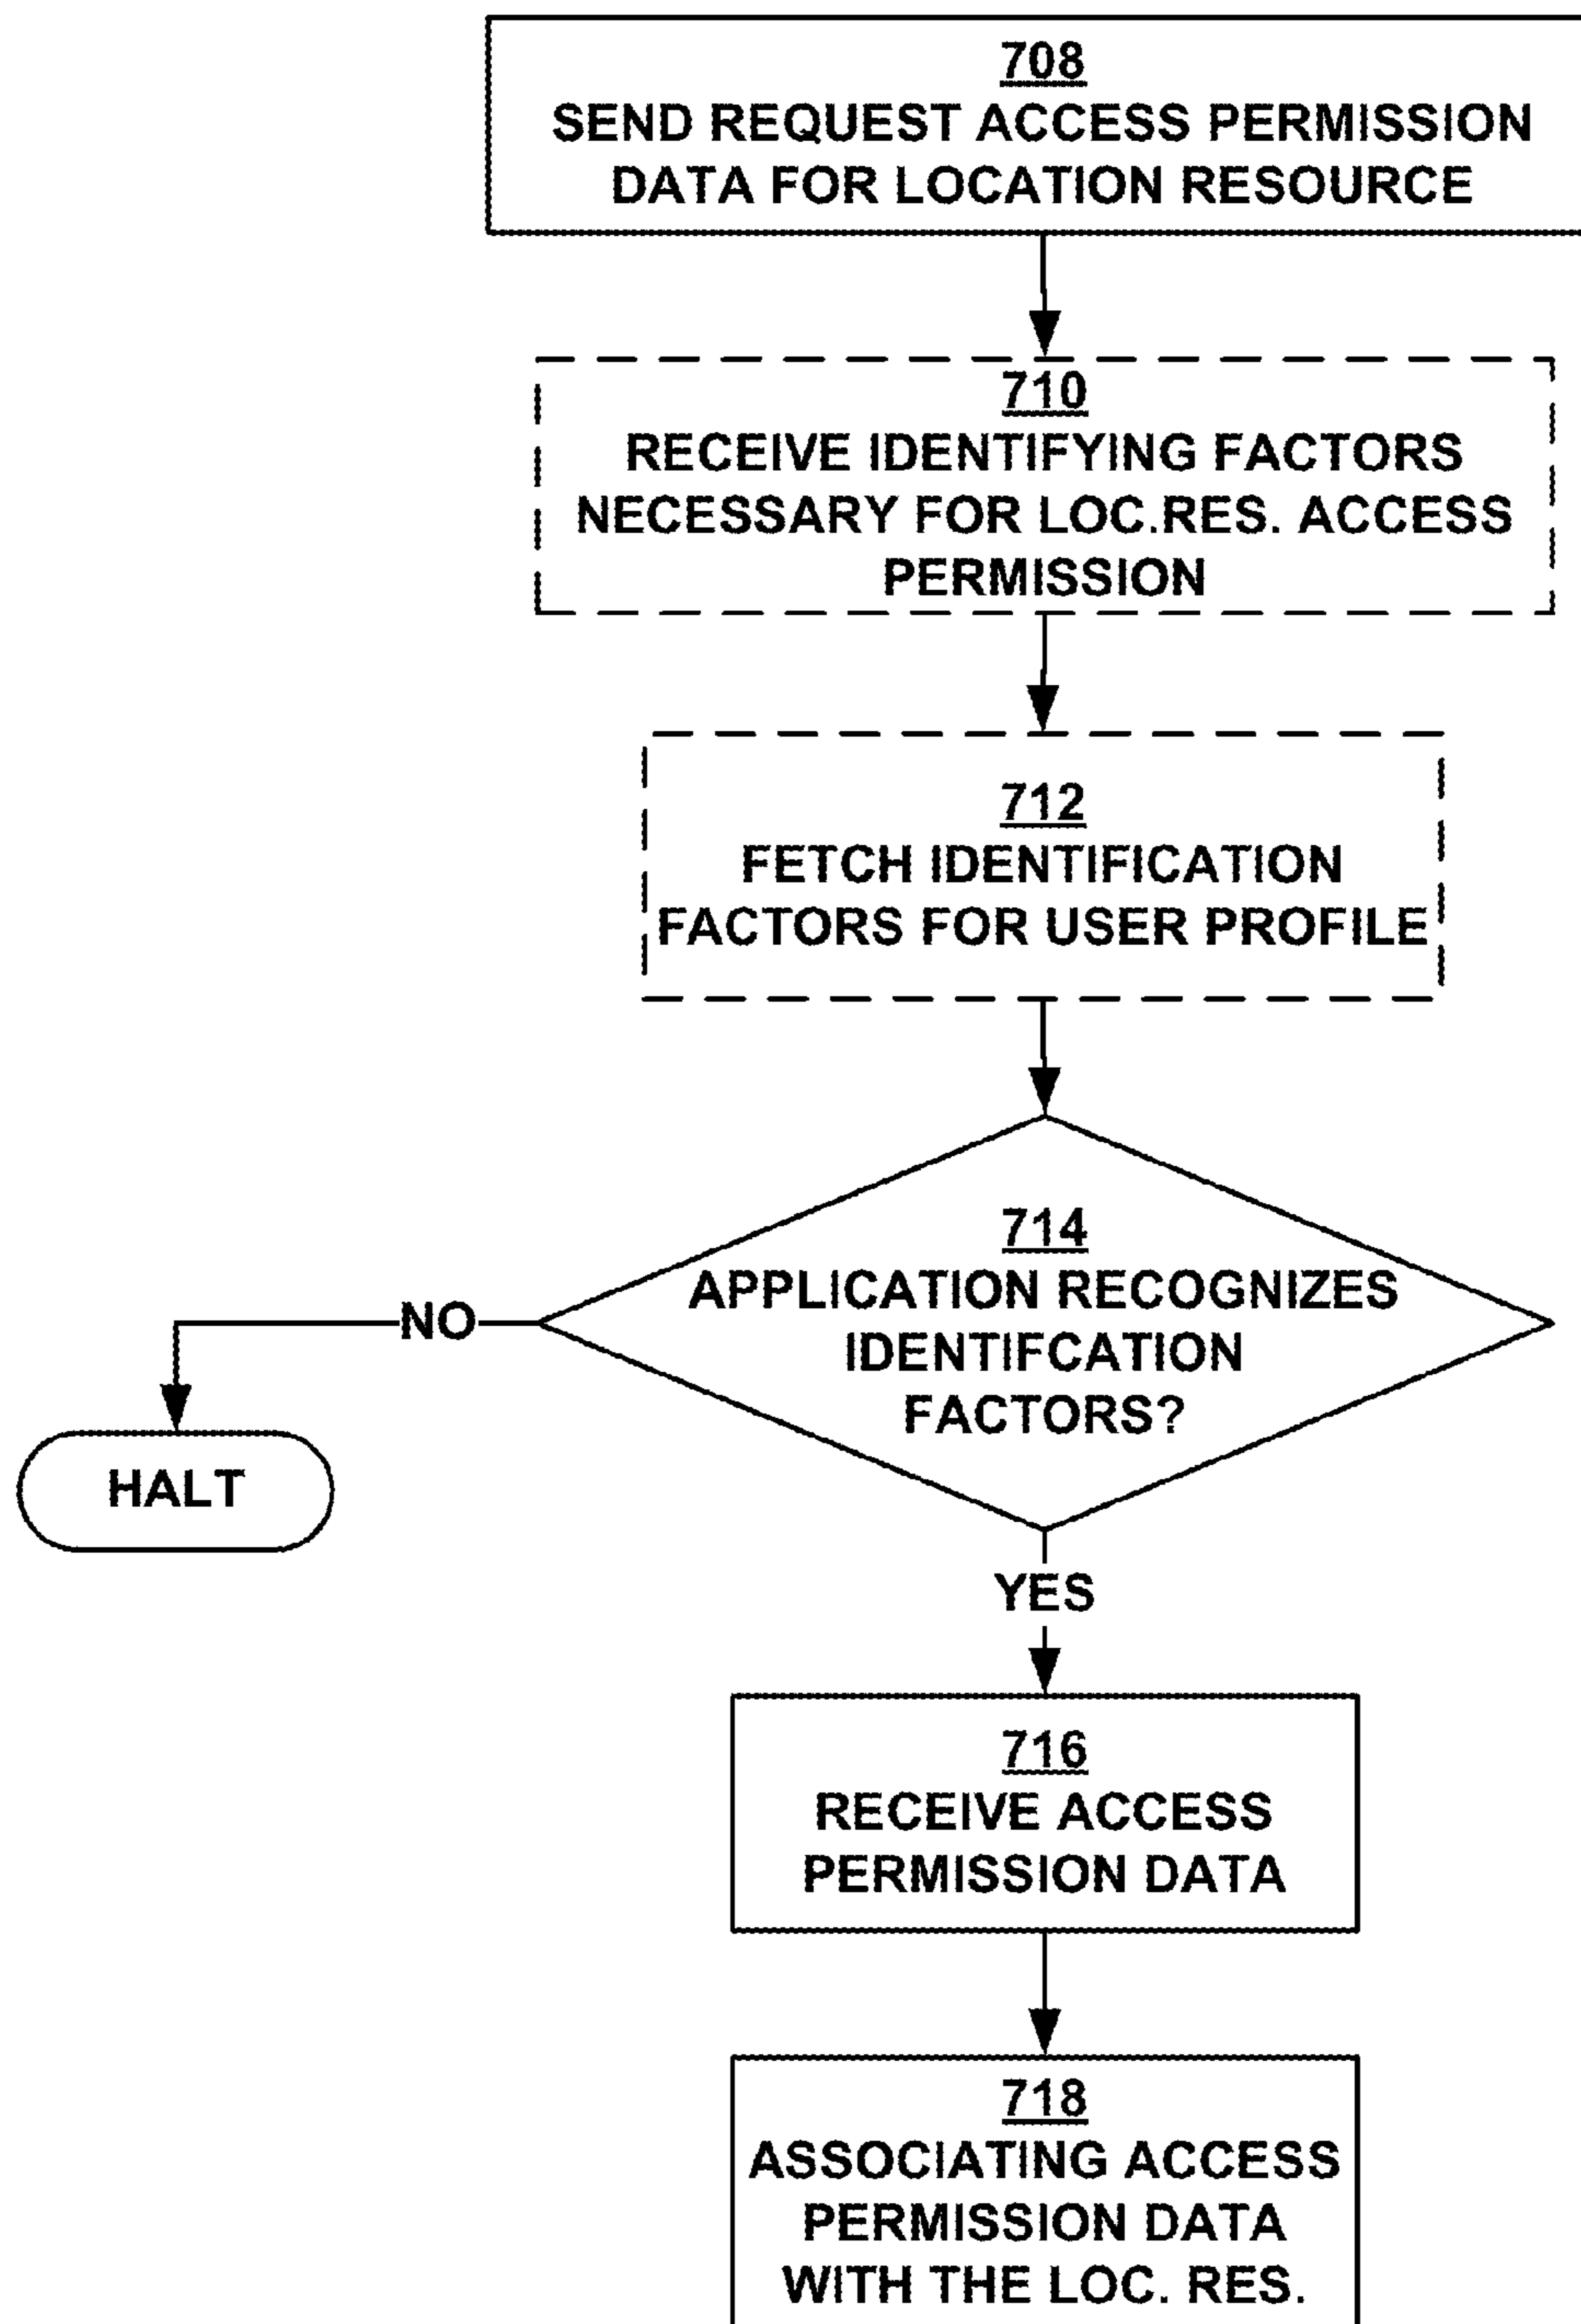 708
SEND REQUEST ACCESS PERMISSION
DATA FOR LOCATION RESOURCE
710
RECEIVE IDENTIFYING FACTORS
NECESSARY FOR LOC.RES. ACCESS
PERMISSION
712
FETCH IDENTIFICATION
FACTORS FOR USER PROFILE
714
APPLICATION RECOGNIZES
IDENTIFCATION
FACTORS?
NO
HALT
YES
716
RECEIVE ACCESS
PERMISSION DATA
718
ASSOCIATING ACCESS
PERMISSION DATA
WITH THE LOC. RES.